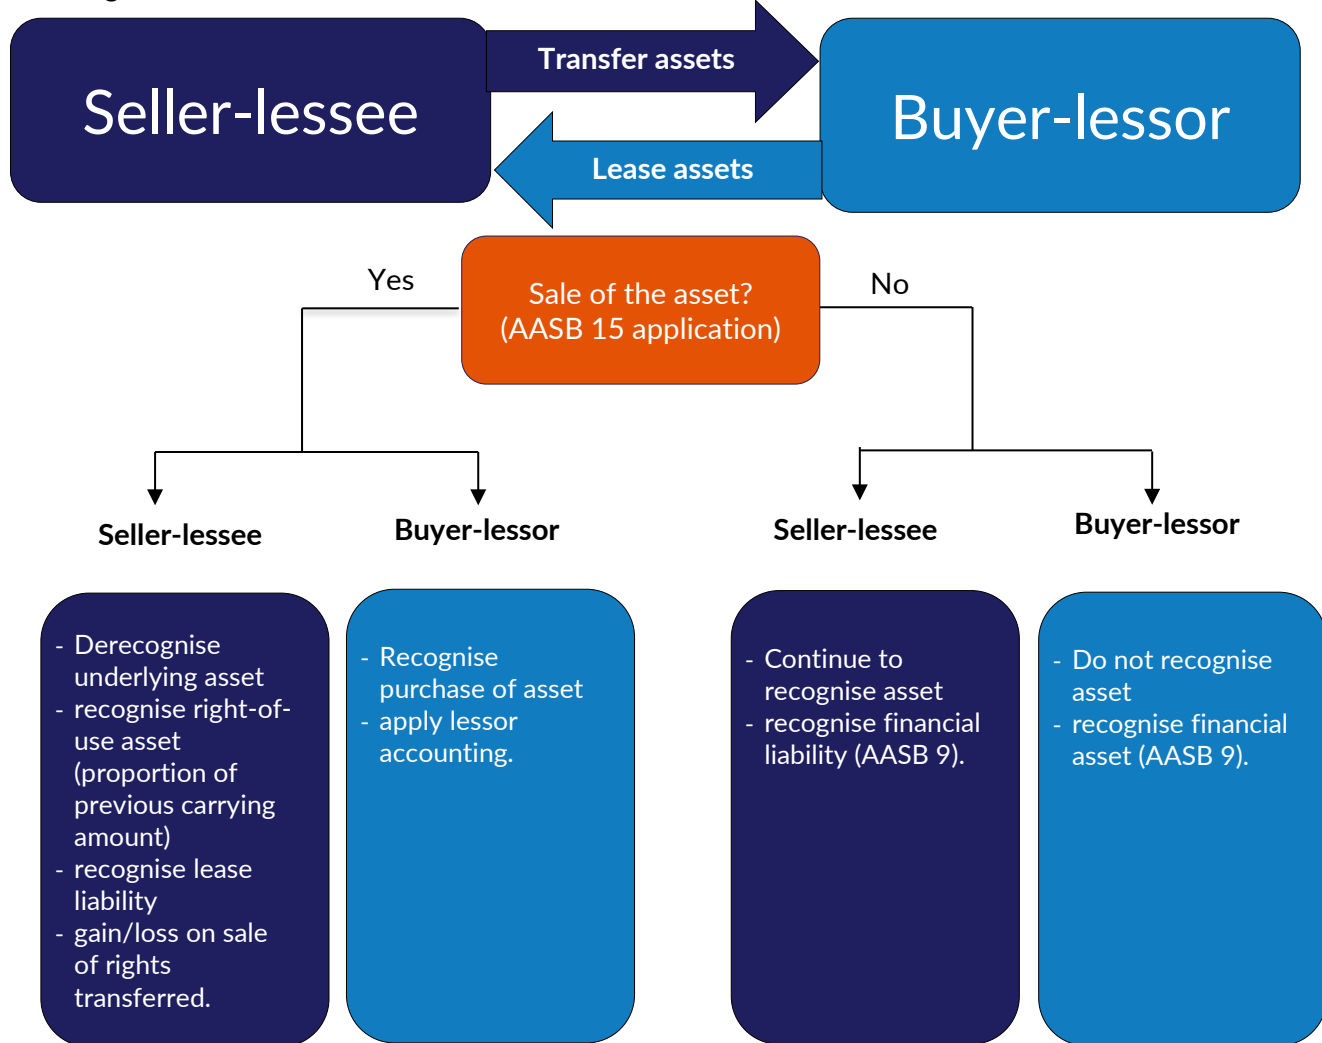 Seller-lessee
Transfer assets
Buyer-lessor
Lease assets
Yes
Sale of the asset?
(AASB 15 application)
No
Seller-lessee
Buyer-lessor
Seller-lessee
Buyer-lessor
- Derecognise
underlying asset
- recognise right-of-
use asset
(proportion of
previous carrying
amount)
- recognise lease
liability
- gain/loss on sale
of rights
transferred.
- Recognise
purchase of asset
- apply lessor
accounting.
- Continue to
recognise asset
- recognise financial
liability (AASB 9).
- Do not recognise
asset
- recognise financial
asset (AASB 9).